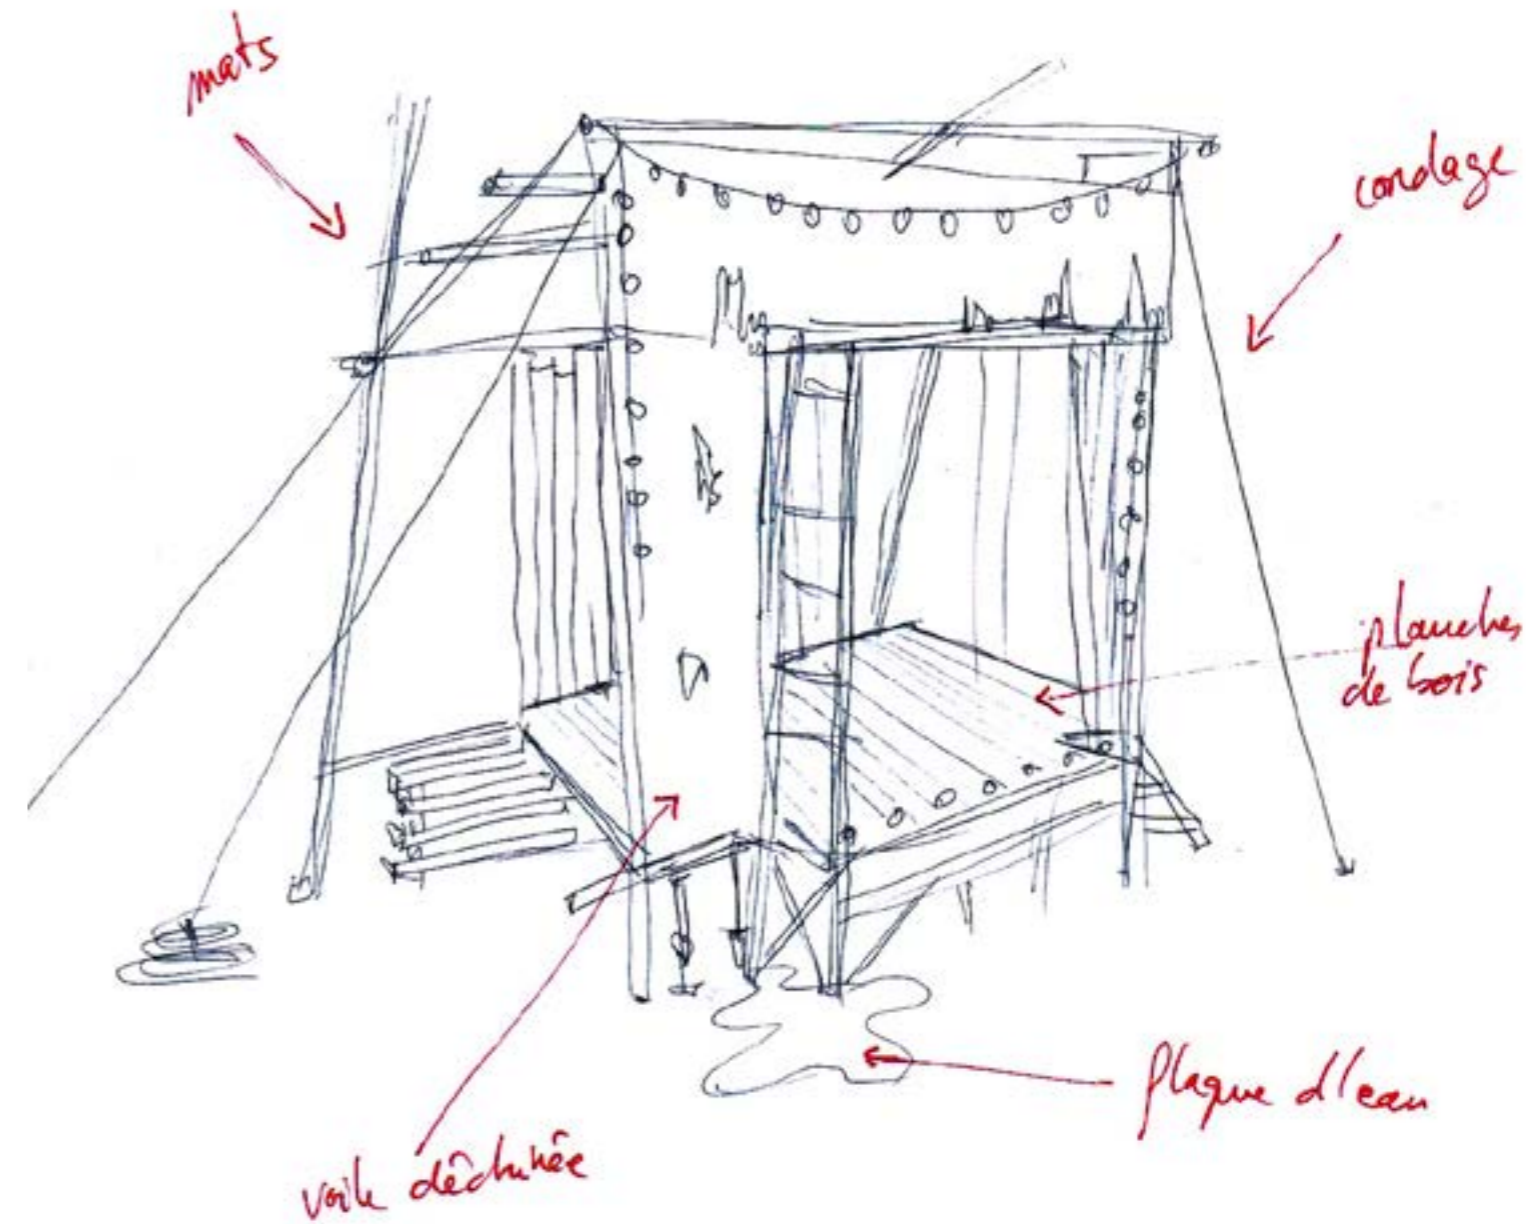 mats
cordage
planches
de bois
plaque d'eau
voile déchirée